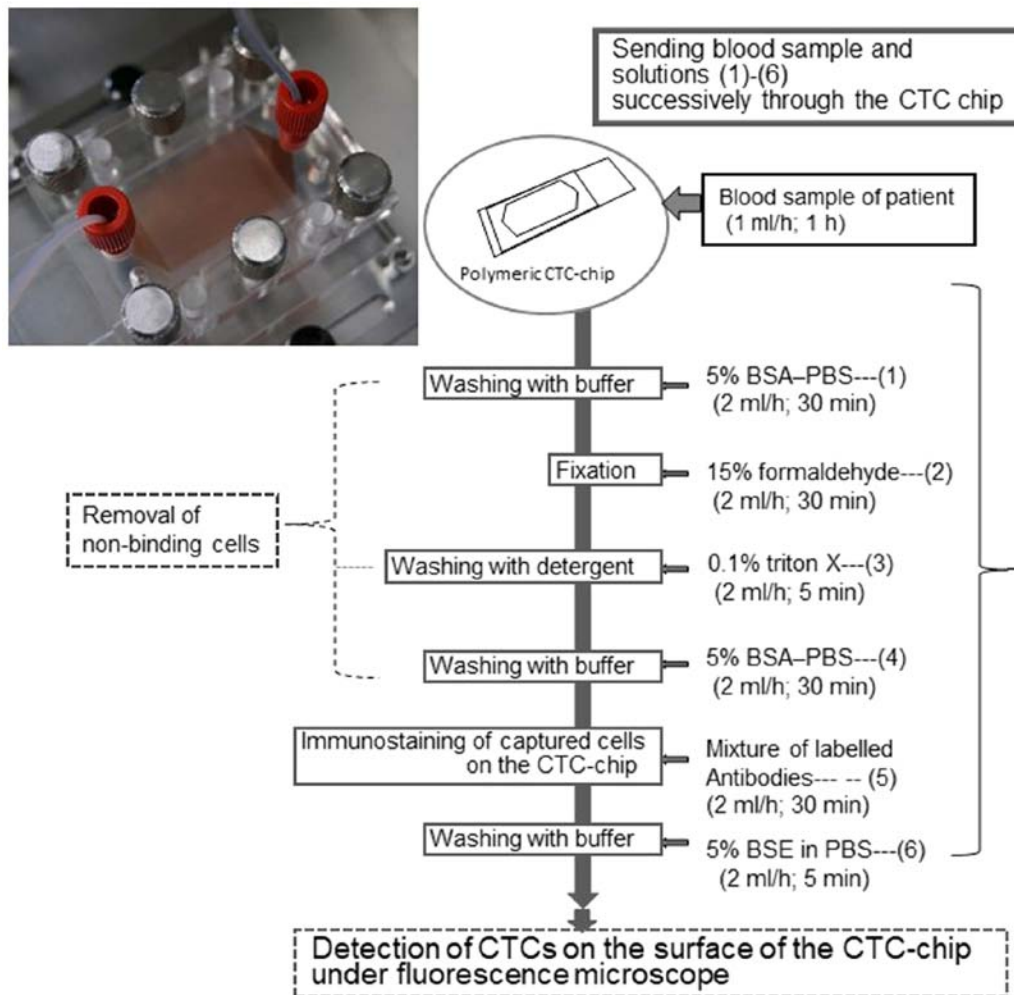 Sending blood sample and
solutions (1)-(6)
successively through the CTC chip
Blood sample of patient
(1 ml/h; 1 h)
Polymeric CTC-chip
Washing with buffer
5% BSA–PBS---(1)
(2 ml/h; 30 min)
Fixation
15% formaldehyde---(2)
(2 ml/h; 30 min)
Removal of
non-binding cells
Washing with detergent
0.1% triton X---(3)
(2 ml/h; 5 min)
Washing with buffer
5% BSA–PBS---(4)
(2 ml/h; 30 min)
Immunostaining of captured cells
on the CTC-chip
Mixture of labelled
Antibodies--- -- (5)
(2 ml/h; 30 min)
Washing with buffer
5% BSE in PBS---(6)
(2 ml/h; 5 min)
Detection of CTCs on the surface of the CTC-chip
under fluorescence microscope